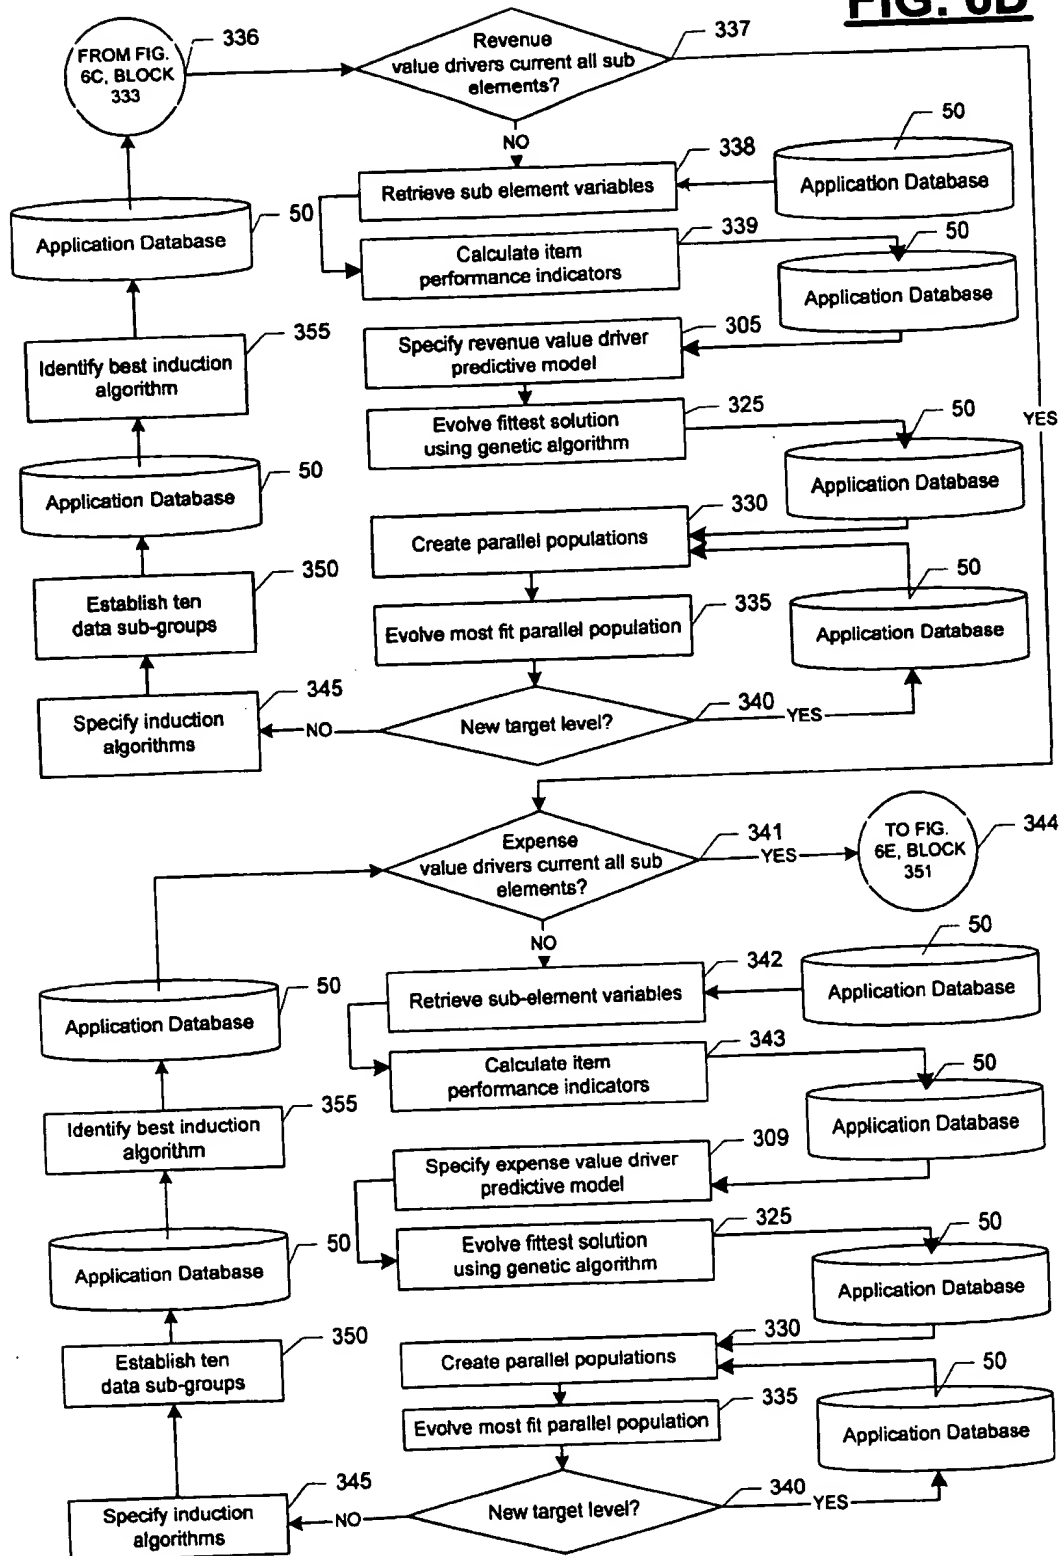 FIG. 6D
FROM FIG.
6C, BLOCK
333
336
Revenue
value drivers current all sub
elements?
337
NO
YES
Retrieve sub element variables
338
50
Application Database
Calculate item
performance indicators
339
50
Application Database
Specify revenue value driver
predictive model
305
Evolve fittest solution
using genetic algorithm
325
50
Application Database
Create parallel populations
330
50
Application Database
Evolve most fit parallel population
335
New target level?
340
YES
NO
Specify induction
algorithms
345
Establish ten
data sub-groups
350
Application Database
50
Identify best induction
algorithm
355
Application Database
50
Expense
value drivers current all sub
elements?
341
YES
TO FIG.
6E, BLOCK
351
344
NO
Retrieve sub-element variables
342
50
Application Database
Calculate item
performance indicators
343
50
Application Database
Specify expense value driver
predictive model
309
Evolve fittest solution
using genetic algorithm
325
50
Application Database
Create parallel populations
330
50
Application Database
Evolve most fit parallel population
335
New target level?
340
YES
NO
Specify induction
algorithms
345
Establish ten
data sub-groups
350
Application Database
50
Identify best induction
algorithm
355
Application Database
50